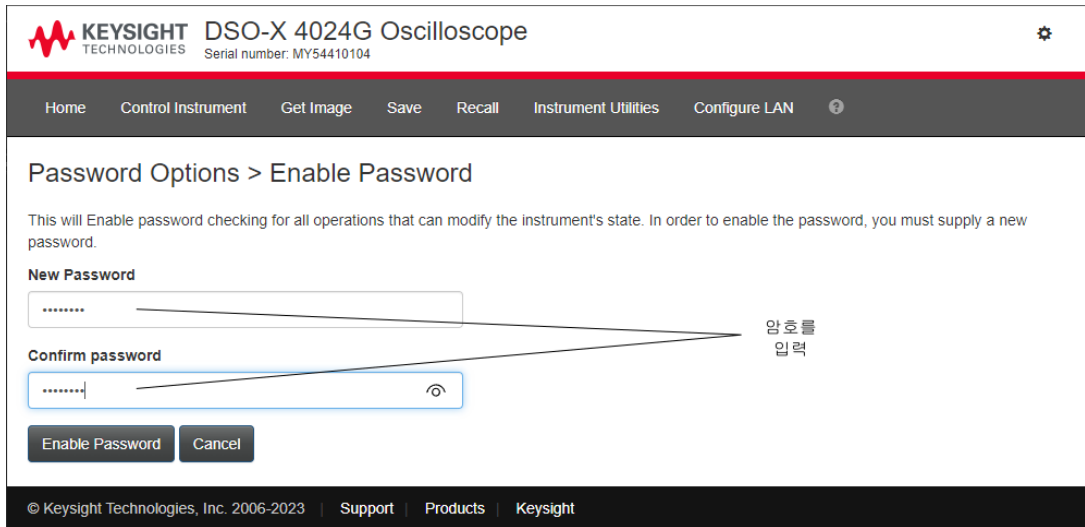 KEYSIGHT
TECHNOLOGIES
DSO-X 4024G Oscilloscope
Serial number: MY54410104
Home Control Instrument Get Image Save Recall Instrument Utilities Configure LAN ?
Password Options > Enable Password
This will Enable password checking for all operations that can modify the instrument's state. In order to enable the password, you must supply a new
password.
New Password
••••••••
암호를
입력
Confirm password
••••••••
Enable Password Cancel
© Keysight Technologies, Inc. 2006-2023 | Support | Products | Keysight